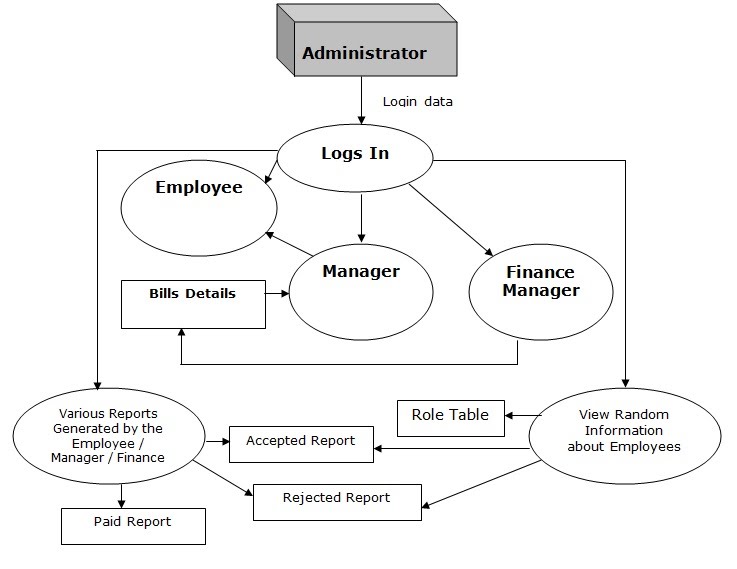 Administrator
Login data
Logs In
Employee
Manager
Finance
Manager
Bills Details
Various Reports
Generated by the
Employee /
Manager / Finance
Role Table
View Random
Information
about Employees
Accepted Report
Rejected Report
Paid Report